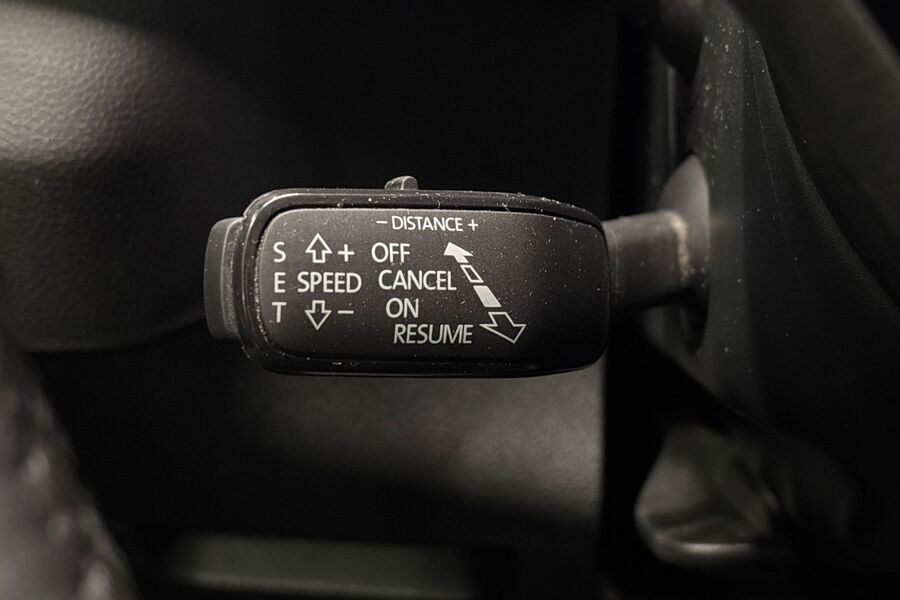 – DISTANCE +
S + OFF
E SPEED CANCEL
T – ON
RESUME